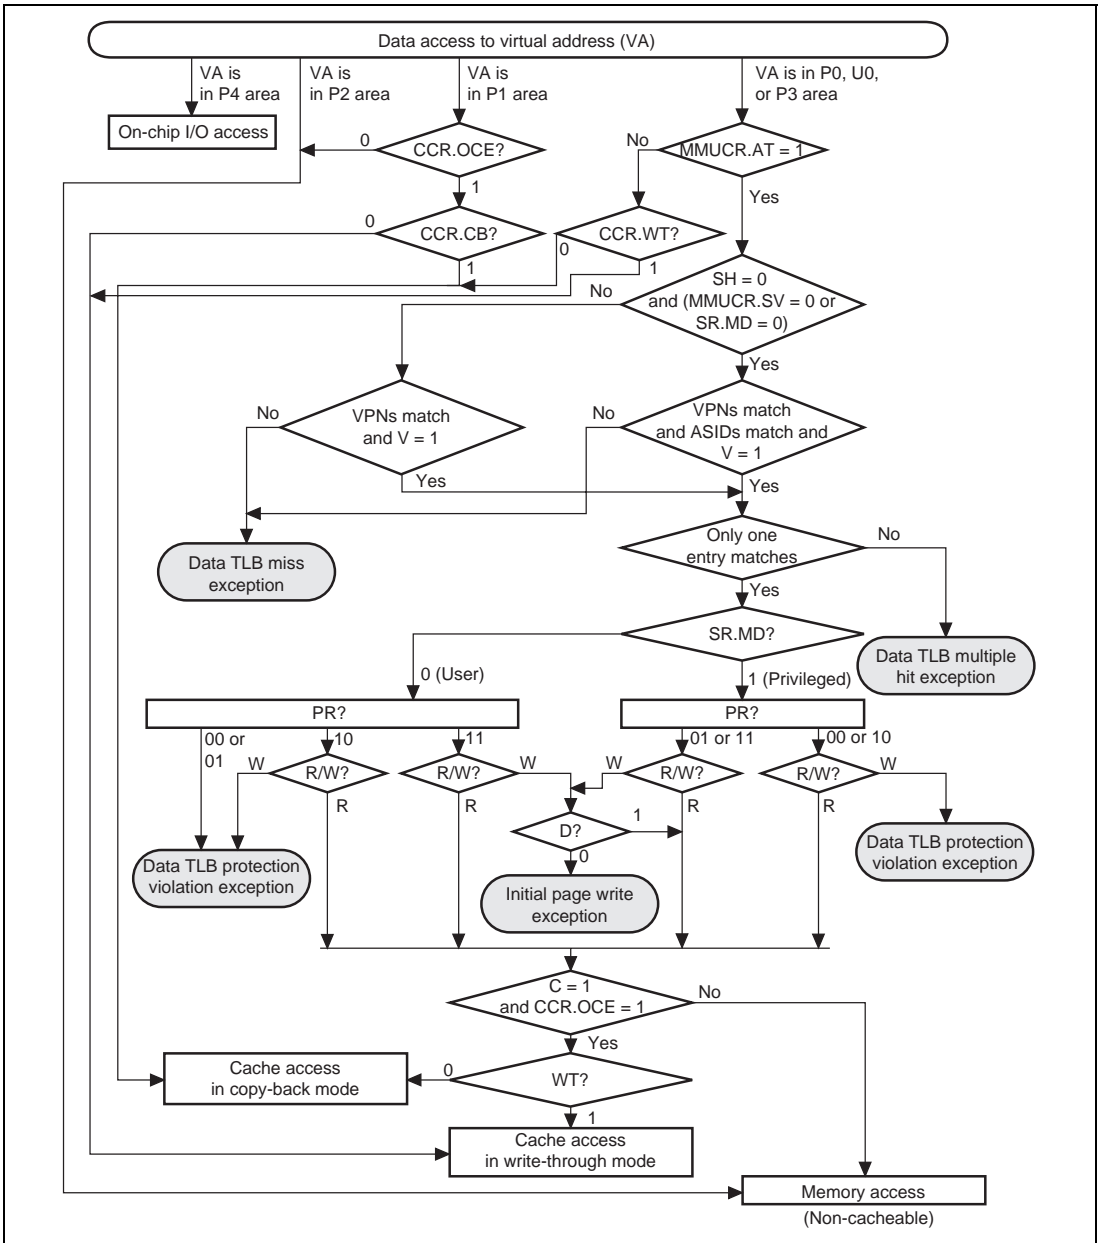 Data access to virtual address (VA)
VA is
in P4 area
VA is
in P2 area
VA is
in P1 area
VA is in P0, U0,
or P3 area
On-chip I/O access
0
CCR.OCE?
No
MMUCR.AT = 1
1
Yes
0
CCR.CB?
CCR.WT?
0
1
1
SH = 0
and (MMUCR.SV = 0 or
SR.MD = 0)
No
Yes
No
VPNs match
and V = 1
No
VPNs match
and ASIDs match and
V = 1
Yes
Yes
Only one
entry matches
No
Data TLB miss
exception
Yes
SR.MD?
Data TLB multiple
hit exception
0 (User)
1 (Privileged)
PR?
PR?
00 or
01
10
11
01 or 11
00 or 10
W
R/W?
R/W?
W
W
R/W?
R/W?
W
R
R
R
R
D?
1
0
Data TLB protection
violation exception
Data TLB protection
violation exception
Initial page write
exception
C = 1
and CCR.OCE = 1
No
Yes
Cache access
in copy-back mode
0
WT?
1
Cache access
in write-through mode
Memory access
(Non-cacheable)